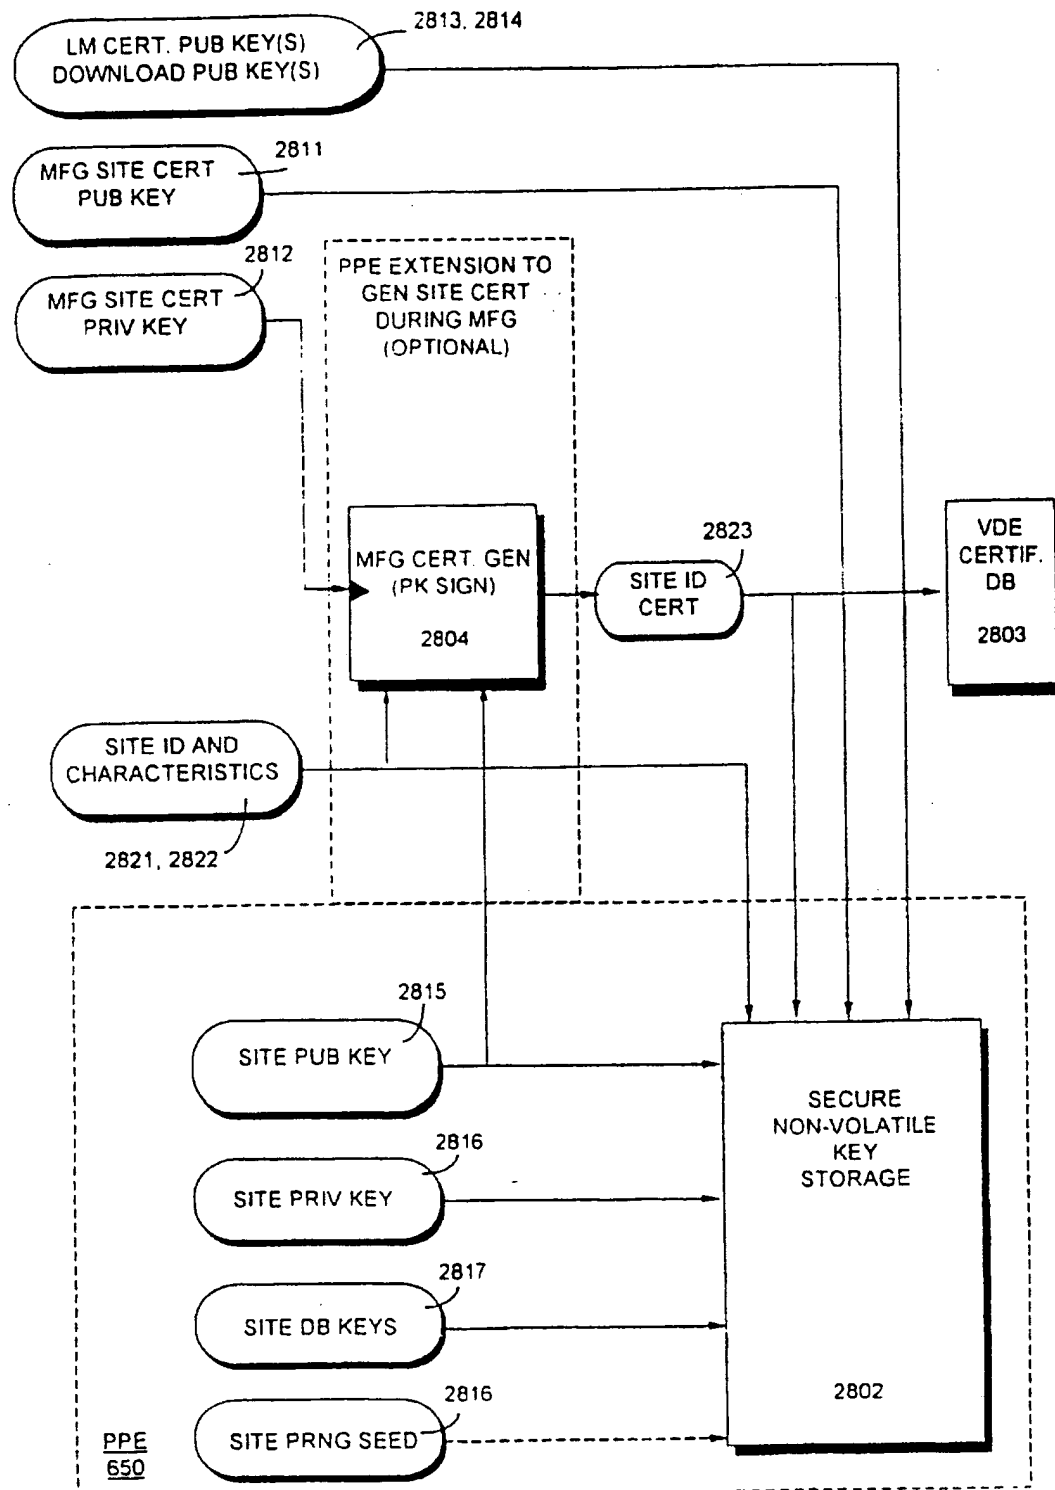 2813, 2814
LM CERT. PUB KEY(S)
DOWNLOAD PUB KEY(S)
2811
MFG SITE CERT
PUB KEY
2812
MFG SITE CERT
PRIV KEY
PPE EXTENSION TO
GEN SITE CERT
DURING MFG
(OPTIONAL)
MFG CERT. GEN
(PK SIGN)
2804
2823
SITE ID
CERT
VDE
CERTIF.
DB
2803
SITE ID AND
CHARACTERISTICS
2821, 2822
2815
SITE PUB KEY
2816
SITE PRIV KEY
2817
SITE DB KEYS
2816
SITE PRNG SEED
SECURE
NON-VOLATILE
KEY
STORAGE
2802
PPE
650